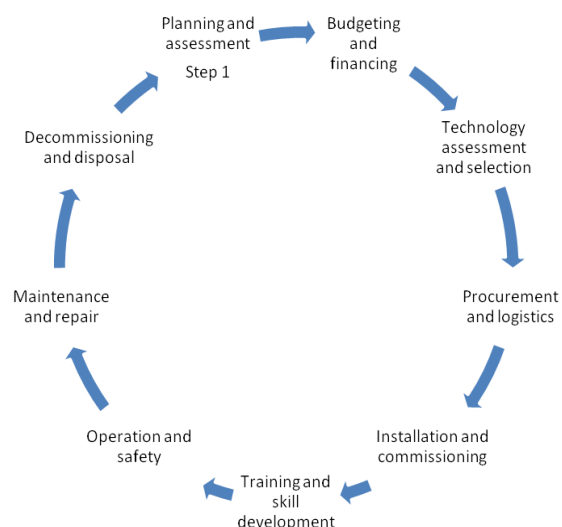 Planning and
assessment
Step 1
Budgeting
and
financing
Technology
assessment
and selection
Procurement
and logistics
Installation and
commissioning
Training and
skill
development
Operation and
safety
Maintenance
and repair
Decommissioning
and disposal